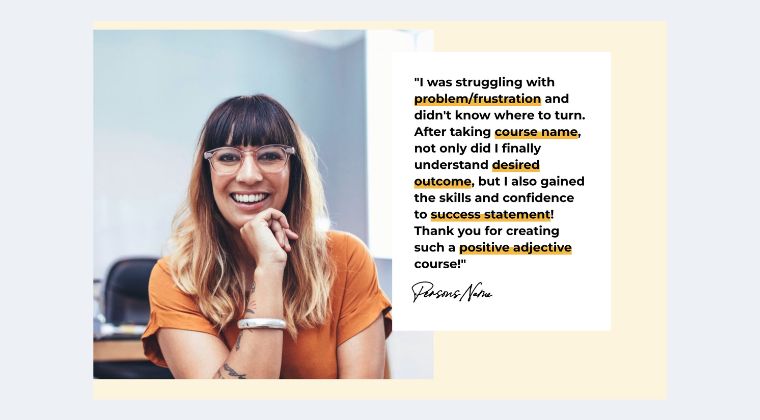 "I was struggling with
problem/frustration and
didn't know where to turn.
After taking course name,
not only did I finally
understand desired
outcome, but I also gained
the skills and confidence
to success statement!
Thank you for creating
such a positive adjective
course!"
Persons Name